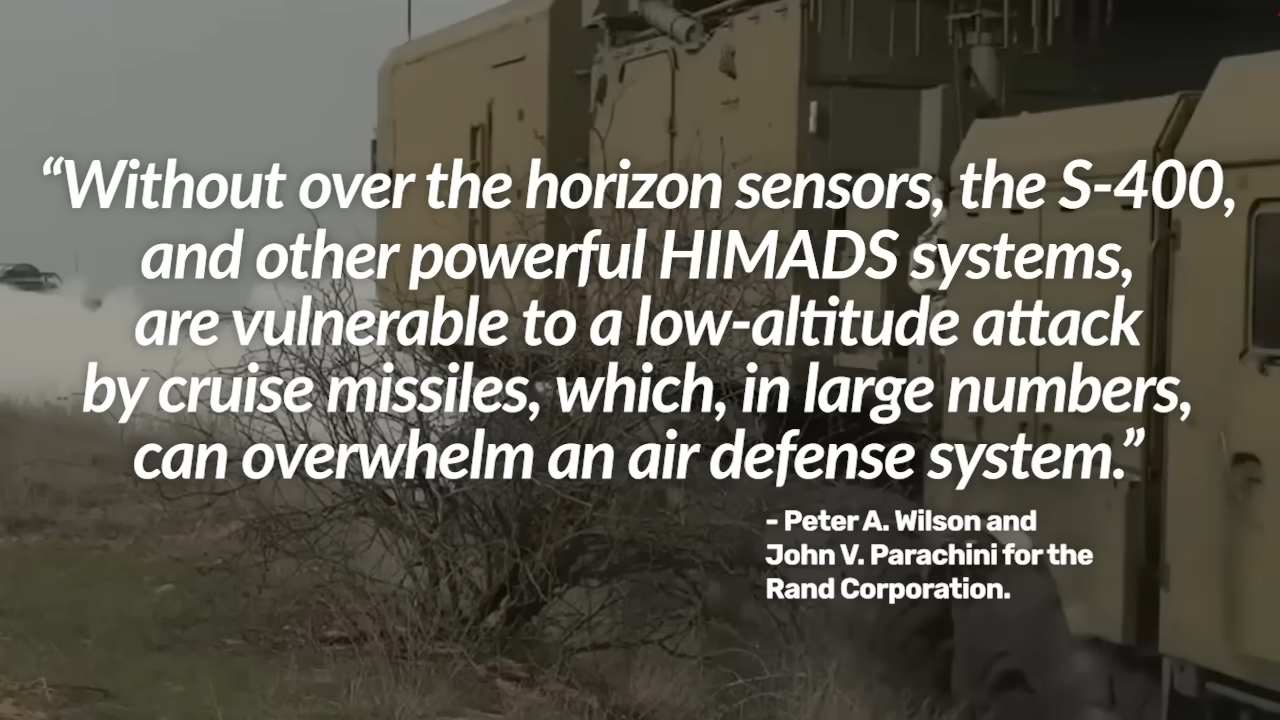 “Without over the horizon sensors, the S-400,
and other powerful HIMADS systems,
are vulnerable to a low-altitude attack
by cruise missiles, which, in large numbers,
can overwhelm an air defense system.”
- Peter A. Wilson and
John V. Parachini for the
Rand Corporation.